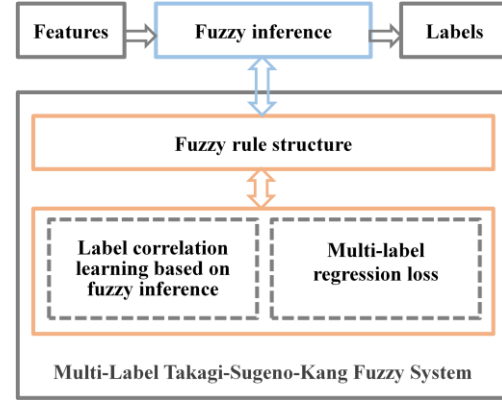 Features
Fuzzy inference
Labels
Fuzzy rule structure
Label correlation
learning based on
fuzzy inference
Multi-label
regression loss
Multi-Label Takagi-Sugeno-Kang Fuzzy System